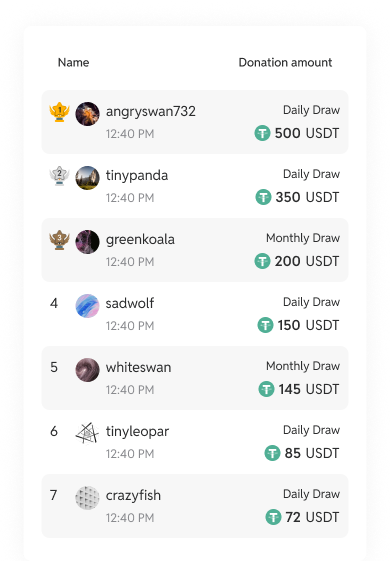 Name Donation amount
1 angryswan732 Daily Draw
12:40 PM 500 USDT
2 tinypanda Daily Draw
12:40 PM 350 USDT
3 greenkoala Monthly Draw
12:40 PM 200 USDT
4 sadwolf Daily Draw
12:40 PM 150 USDT
5 whiteswan Monthly Draw
12:40 PM 145 USDT
6 tinyleopar Daily Draw
12:40 PM 85 USDT
7 crazyfish Daily Draw
12:40 PM 72 USDT